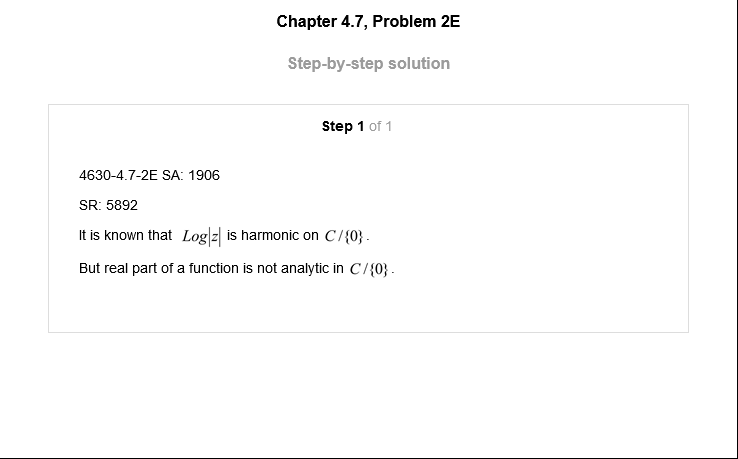 Chapter 4.7, Problem 2E
Step-by-step solution
Step 1 of 1
4630-4.7-2E SA: 1906
SR: 5892
It is known that Log|z| is harmonic on C/{0}.
But real part of a function is not analytic in C/{0}.